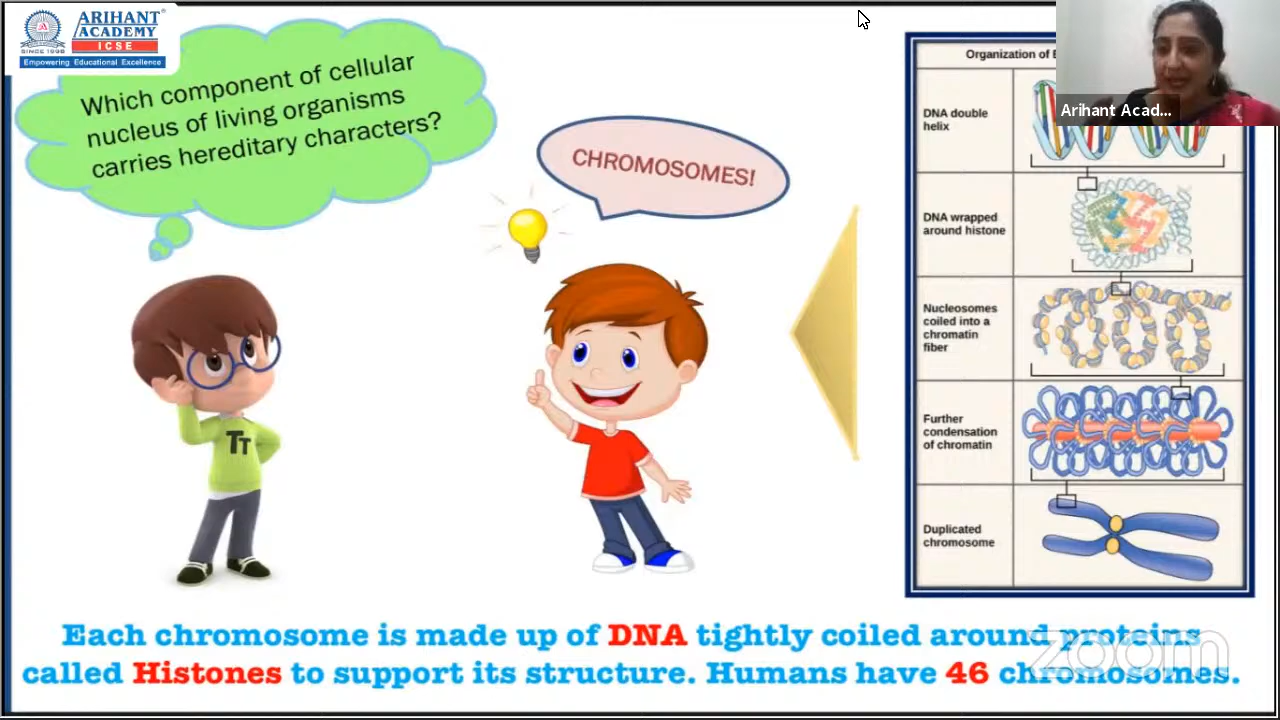 ARIHANT
ACADEMY
ICSE
SINCE 1998
Empowering Educational Excellence
Which component of cellular
nucleus of living organisms
carries hereditary characters?
CHROMOSOMES!
TT
Organization of
Arihant Acad...
DNA double
helix
DNA wrapped
around histone
Nucleosomes
coiled into a
chromatin
fiber
Further
condensation
of chromatin
Duplicated
chromosome
Each chromosome is made up of DNA tightly coiled around proteins
called Histones to support its structure. Humans have 46 chromosomes.
zoom